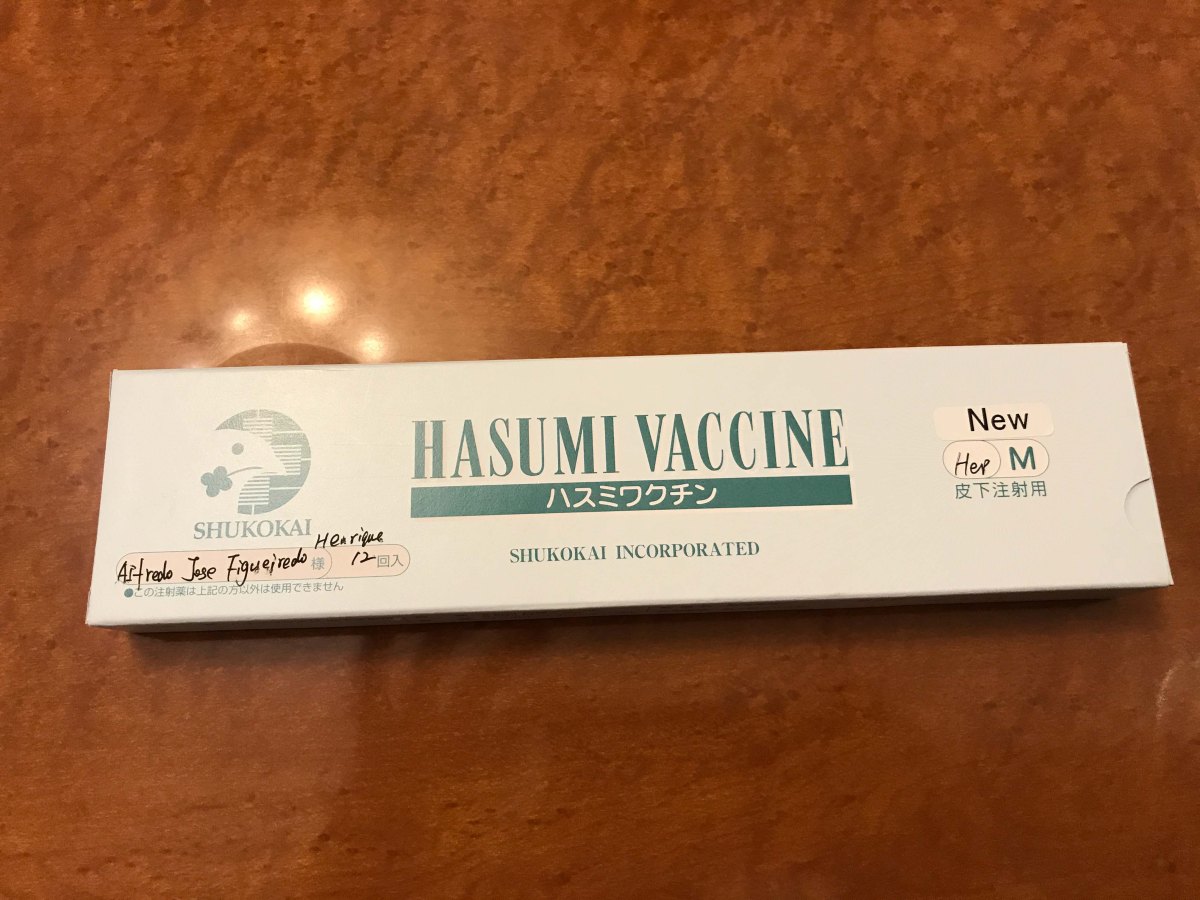 HASUMI VACCINE
ハスミワクチン
SHUKOKAI INCORPORATED
New
Hep M
皮下注射用
SHUKOKAI
Alfredo Jose Figueiredo Henrique 様 12回入
●この注射薬は上記の方以外は使用できません